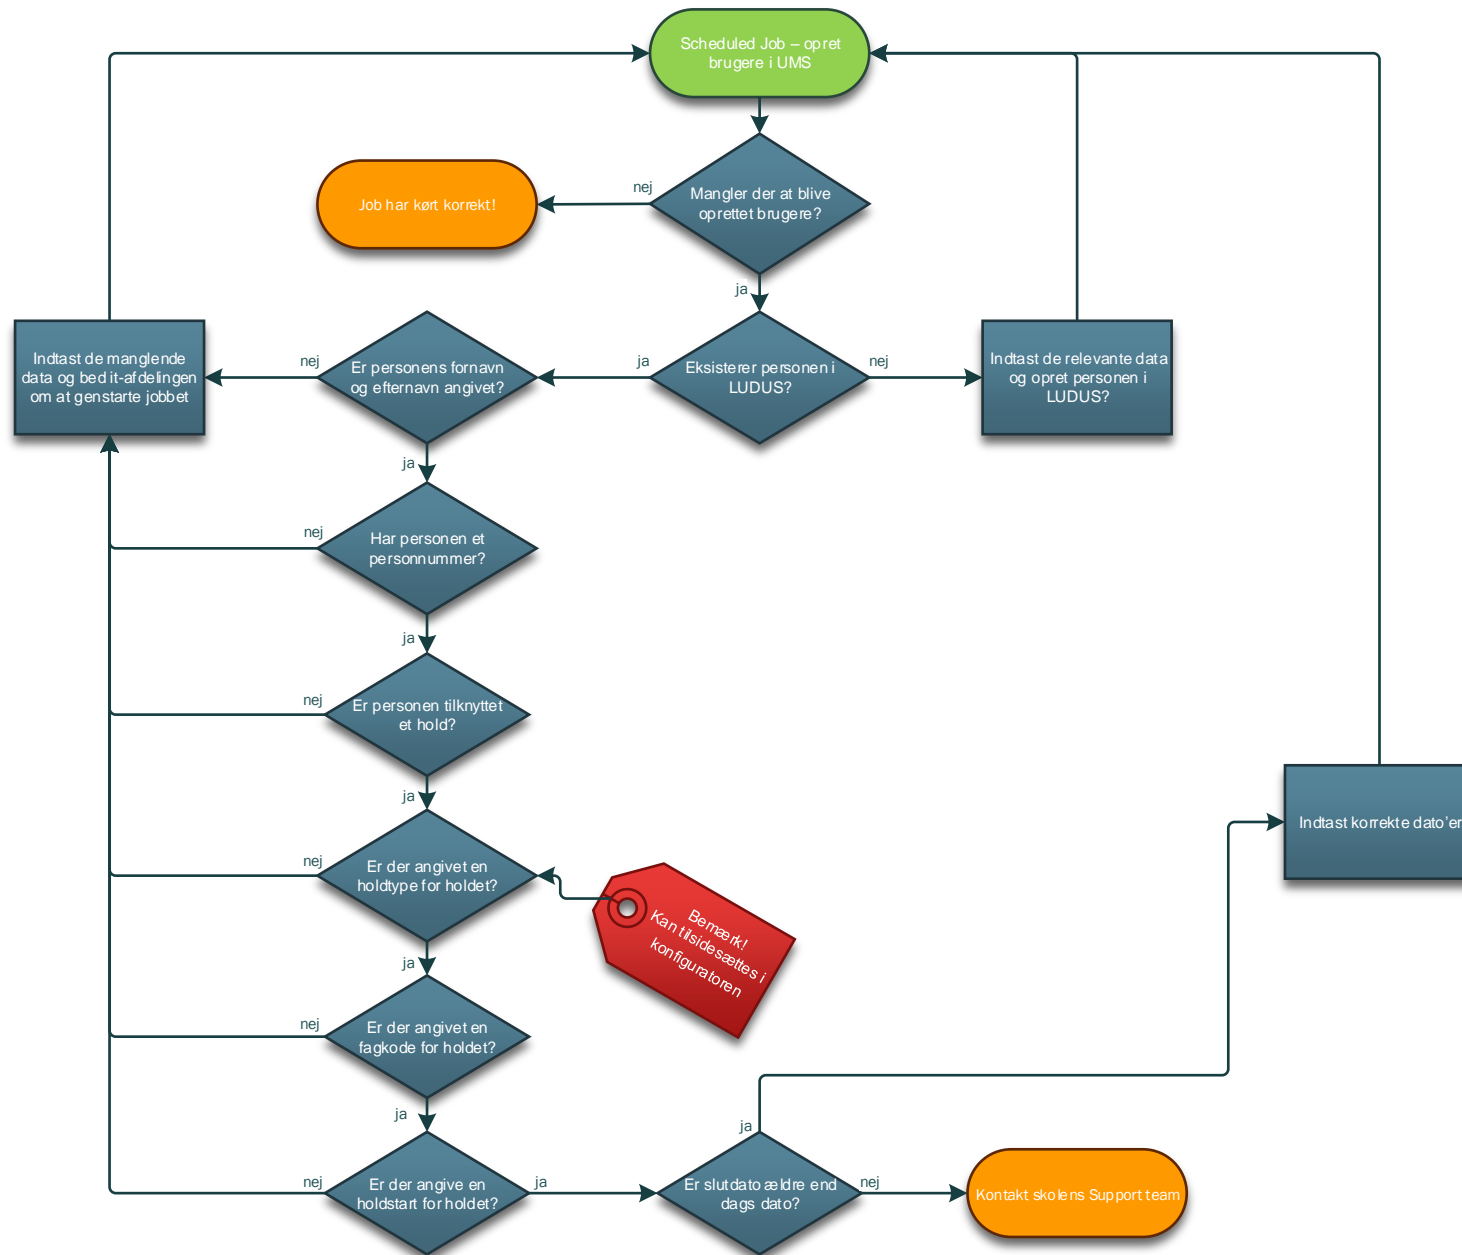 Scheduled Job – opret
brugere i UMS
nej
Job har kørt korrekt!
Mangler der at blive
oprettet brugere?
ja
Indtast de manglende
data og bed it-afdelingen
om at genstarte jobbet
nej
Er personens fornavn
og efternavn angivet?
ja
Eksisterer personen i
LUDUS?
nej
Indtast de relevante data
og opret personen i
LUDUS?
ja
nej
Har personen et
personnummer?
ja
nej
Er personen tilknyttet
et hold?
ja
nej
Er der angivet en
holdtype for holdet?
Bemærk!
Kan tilsidesættes i
konfiguratoren
Indtast korrekte dato'er
ja
nej
Er der angivet en
fagkode for holdet?
ja
nej
Er der angive en
holdstart for holdet?
ja
ja
Er slutdato ældre end
dags dato?
nej
Kontakt skolens Support team